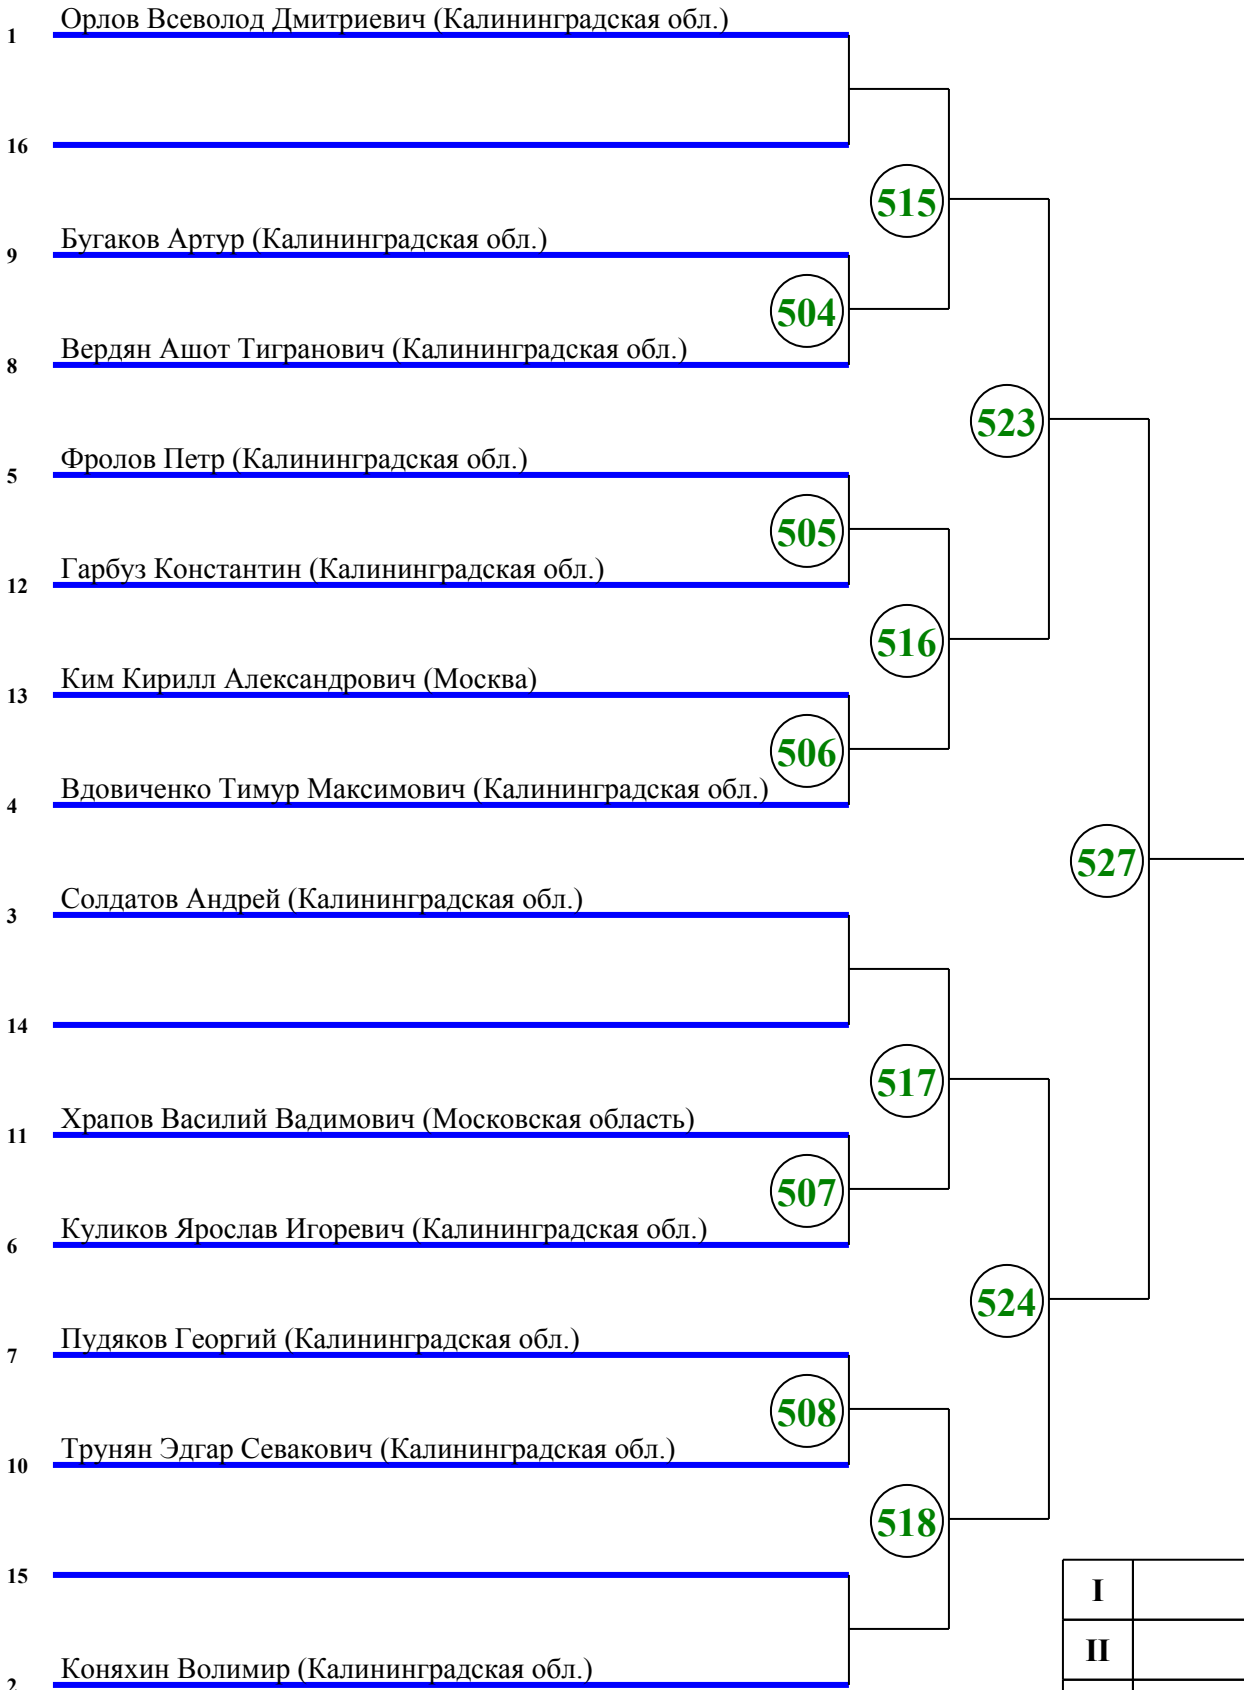 Орлов Всеволод Дмитриевич (Калининградская обл.)
1
16
515
Бугаков Артур (Калининградская обл.)
9
504
Вердян Ашот Тигранович (Калининградская обл.)
8
523
Фролов Петр (Калининградская обл.)
5
505
Гарбуз Константин (Калининградская обл.)
12
516
Ким Кирилл Александрович (Москва)
13
506
Вдовиченко Тимур Максимович (Калининградская обл.)
4
527
Солдатов Андрей (Калининградская обл.)
3
14
517
Храпов Василий Вадимович (Московская область)
11
507
Куликов Ярослав Игоревич (Калининградская обл.)
6
524
Пудяков Георгий (Калининградская обл.)
7
508
Трунян Эдгар Севакович (Калининградская обл.)
10
518
15
I
II
Коняхин Волимир (Калининградская обл.)
2